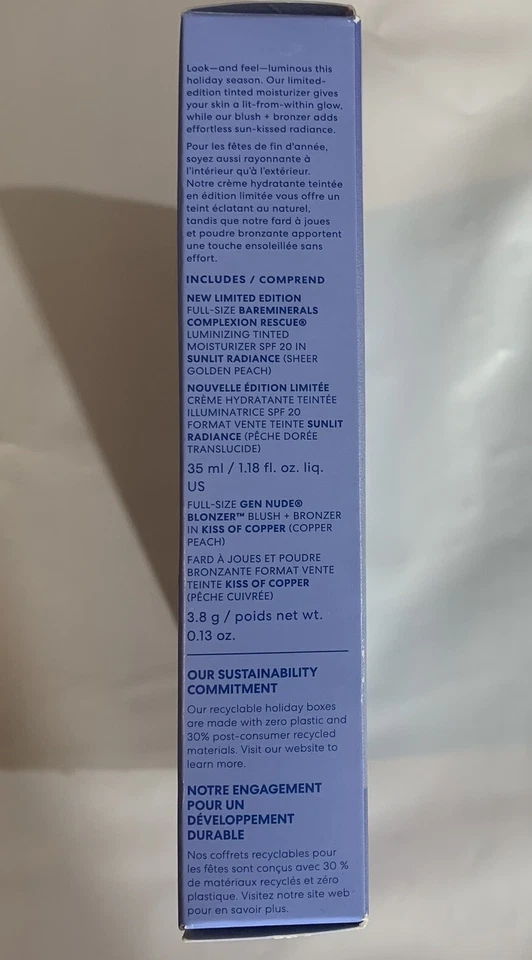 Look—and feel—luminous this
holiday season. Our limited-
edition tinted moisturizer gives
your skin a lit-from-within glow,
while our blush + bronzer adds
effortless sun-kissed radiance.
Pour les fêtes de fin d'année,
soyez aussi rayonnante à
l'intérieur qu'à l'extérieur.
Notre crème hydratante teintée
en édition limitée vous offre un
teint éclatant au naturel,
tandis que notre fard à joues
et poudre bronzante apportent
une touche ensoleillée sans
effort.
INCLUDES / COMPREND
NEW LIMITED EDITION
FULL-SIZE BAREMINERALS
COMPLEXION RESCUE®
LUMINIZING TINTED
MOISTURIZER SPF 20 IN
SUNLIT RADIANCE (SHEER
GOLDEN PEACH)
NOUVELLE ÉDITION LIMITÉE
CRÈME HYDRATANTE TEINTÉE
ILLUMINATRICE SPF 20
FORMAT VENTE TEINTE SUNLIT
RADIANCE (PÊCHE DORÉE
TRANSLUCIDE)
35 ml / 1.18 fl. oz. liq.
US
FULL-SIZE GEN NUDE®
BLONZER™ BLUSH + BRONZER
IN KISS OF COPPER (COPPER
PEACH)
FARD À JOUES ET POUDRE
BRONZANTE FORMAT VENTE
TEINTE KISS OF COPPER
(PÊCHE CUIVRÉE)
3.8 g / poids net wt.
0.13 oz.
OUR SUSTAINABILITY
COMMITMENT
Our recyclable holiday boxes
are made with zero plastic and
30% post-consumer recycled
materials. Visit our website to
learn more.
NOTRE ENGAGEMENT
POUR UN
DÉVELOPPEMENT
DURABLE
Nos coffrets recyclables pour
les fêtes sont conçus avec 30 %
de matériaux recyclés et zéro
plastique. Visitez notre site web
pour en savoir plus.